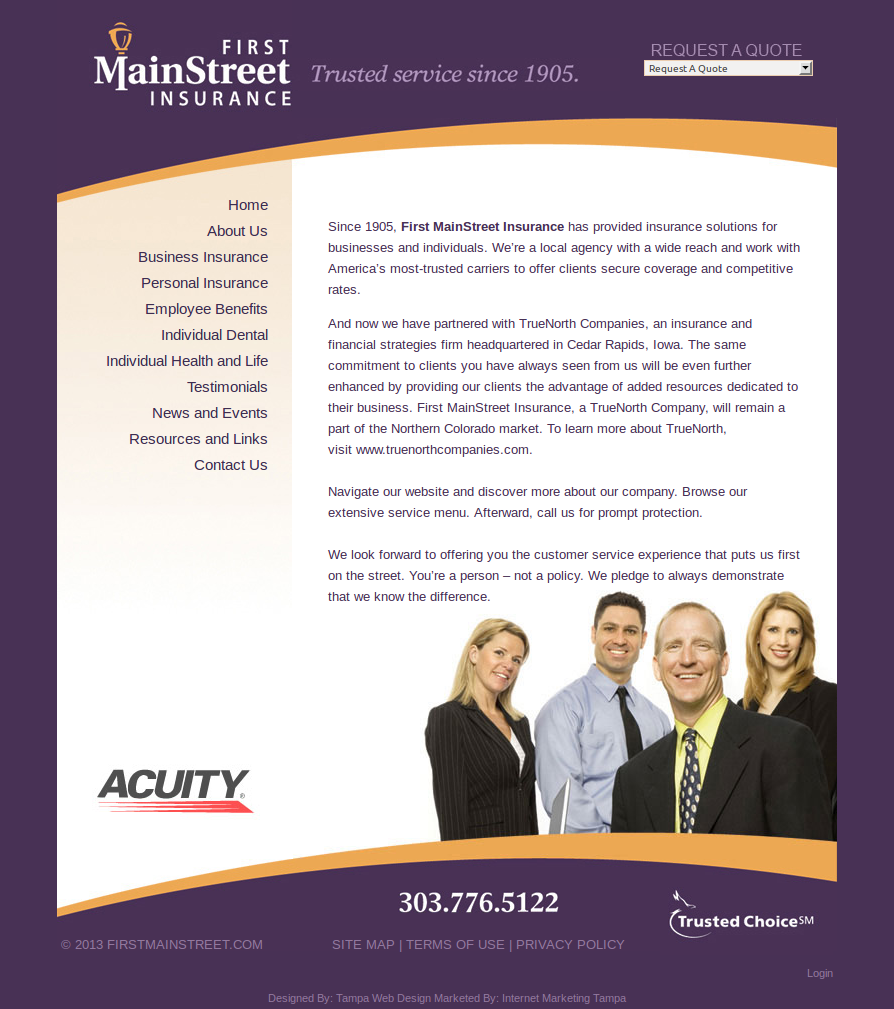 FIRST
MainStreet
INSURANCE
Trusted service since 1905.
REQUEST A QUOTE
Request A Quote
Home
About Us
Business Insurance
Personal Insurance
Employee Benefits
Individual Dental
Individual Health and Life
Testimonials
News and Events
Resources and Links
Contact Us
Since 1905, First MainStreet Insurance has provided insurance solutions for
businesses and individuals. We’re a local agency with a wide reach and work with
America’s most-trusted carriers to offer clients secure coverage and competitive
rates.
And now we have partnered with TrueNorth Companies, an insurance and
financial strategies firm headquartered in Cedar Rapids, Iowa. The same
commitment to clients you have always seen from us will be even further
enhanced by providing our clients the advantage of added resources dedicated to
their business. First MainStreet Insurance, a TrueNorth Company, will remain a
part of the Northern Colorado market. To learn more about TrueNorth,
visit www.truenorthcompanies.com.
Navigate our website and discover more about our company. Browse our
extensive service menu. Afterward, call us for prompt protection.
We look forward to offering you the customer service experience that puts us first
on the street. You’re a person – not a policy. We pledge to always demonstrate
that we know the difference.
ACUITY®
303.776.5122
Trusted Choice℠
© 2013 FIRSTMAINSTREET.COM
SITE MAP | TERMS OF USE | PRIVACY POLICY
Login
Designed By: Tampa Web Design Marketed By: Internet Marketing Tampa